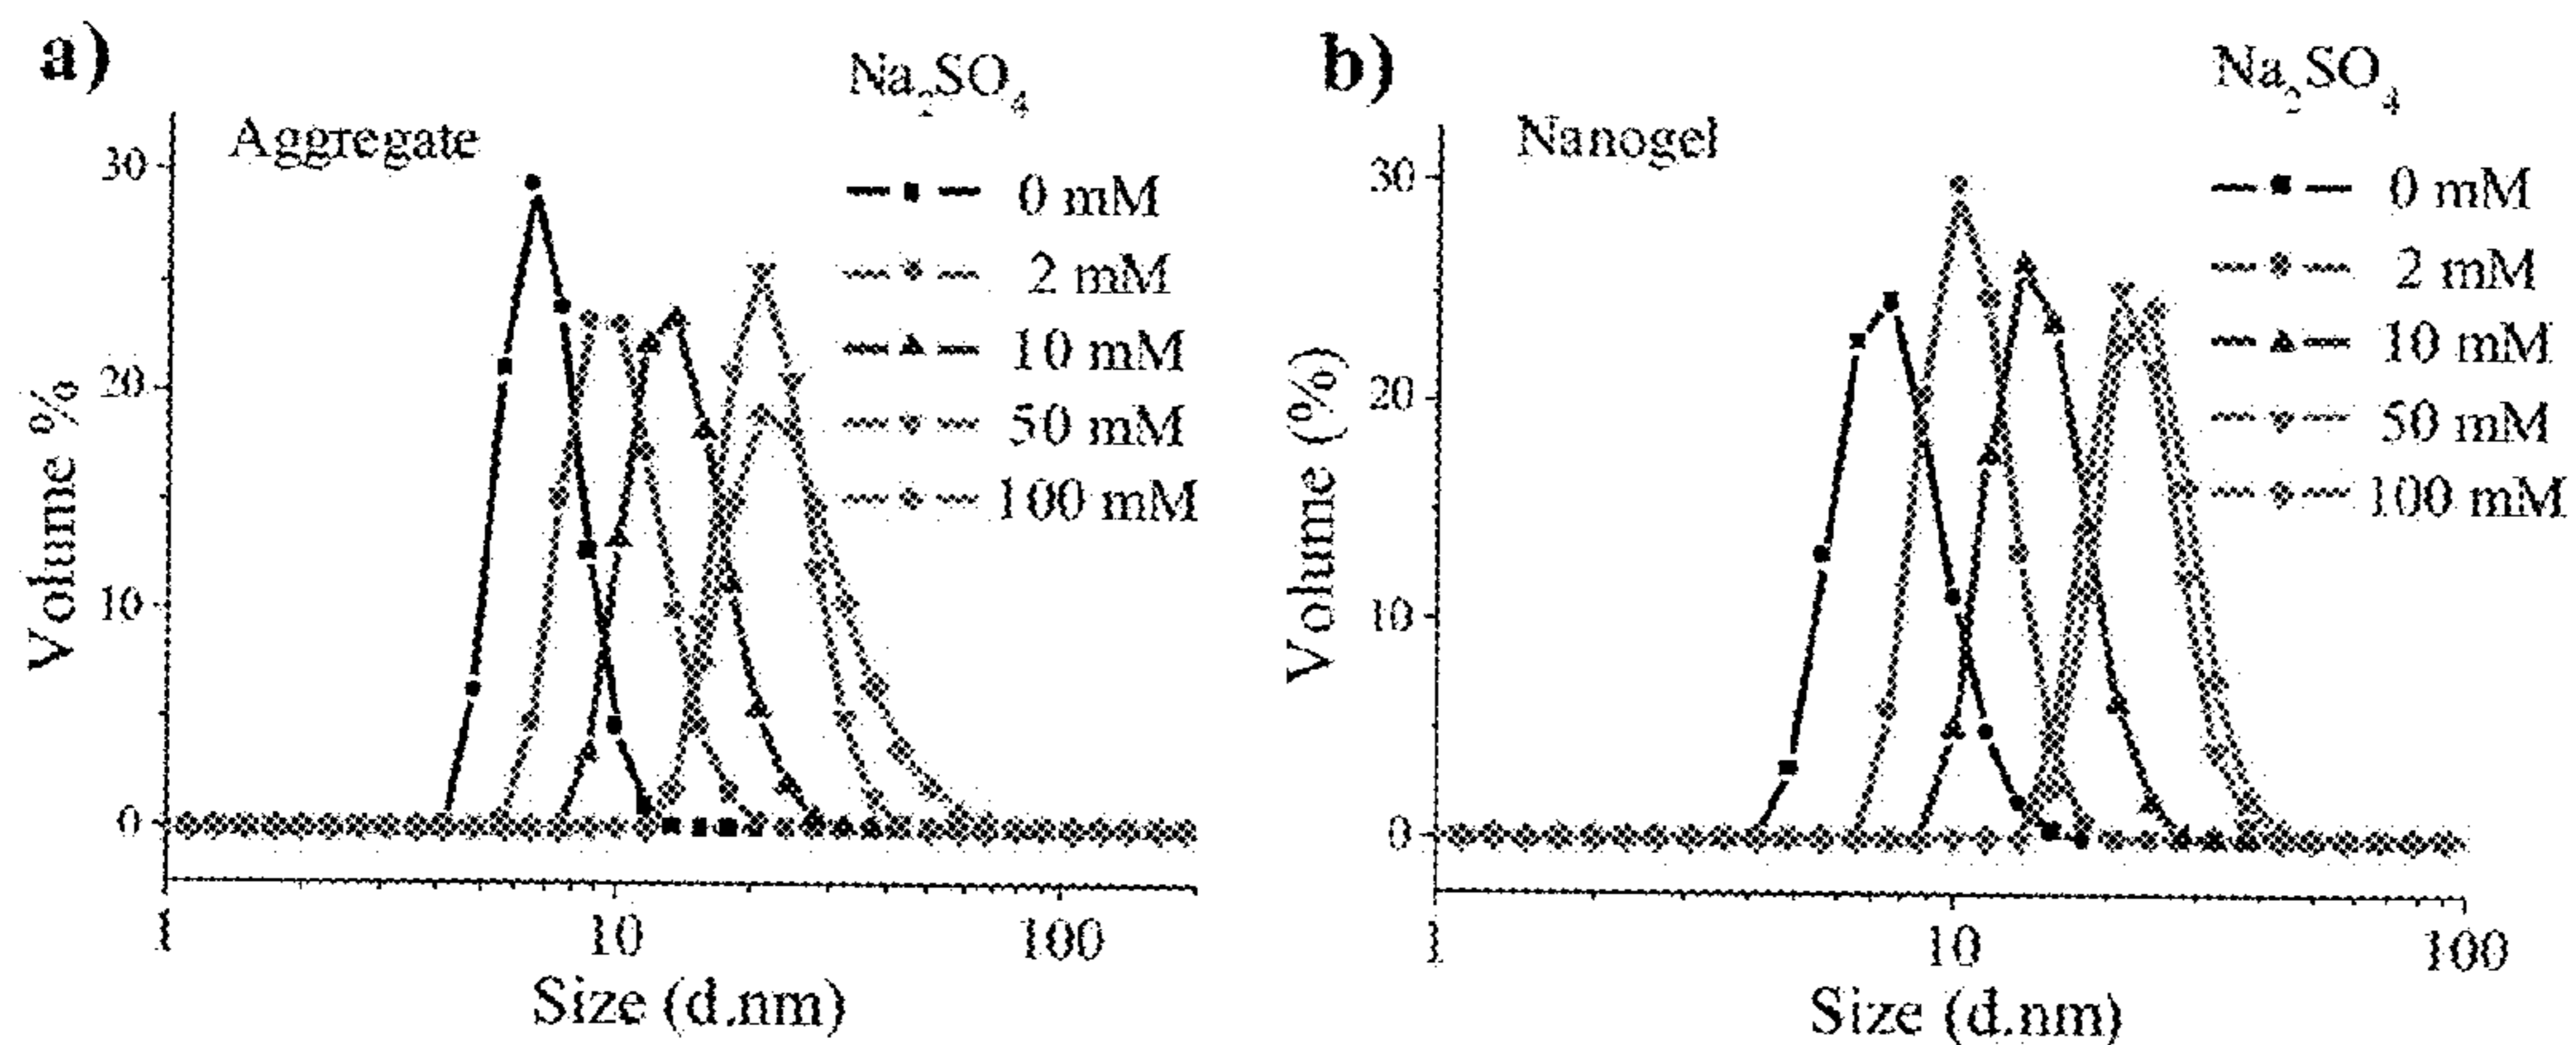 a)
Aggregate
Na₂SO₄
0 mM
2 mM
10 mM
50 mM
100 mM
Volume %
30
20
10
0
1
10
100
Size (d.nm)
b)
Nanogel
Na₂SO₄
0 mM
2 mM
10 mM
50 mM
100 mM
Volume (%)
30
20
10
0
1
10
100
Size (d.nm)